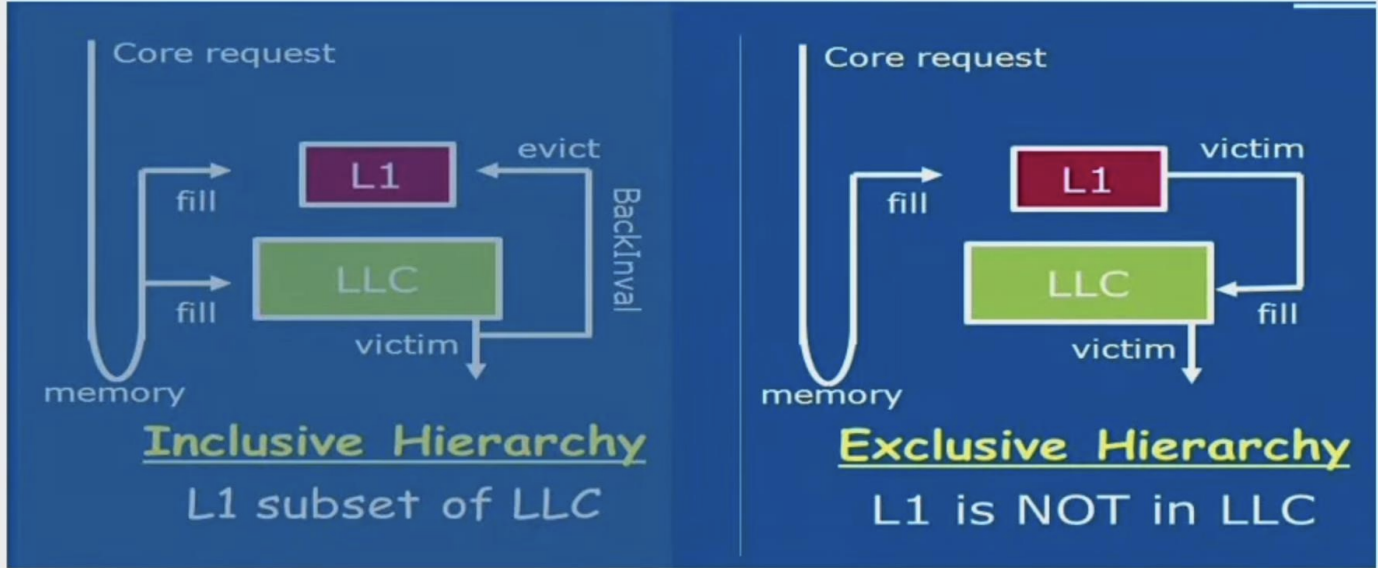 Core request
L1
evict
fill
BackInval
LLC
fill
victim
memory
Inclusive Hierarchy
L1 subset of LLC
Core request
victim
L1
fill
LLC
fill
victim
memory
Exclusive Hierarchy
L1 is NOT in LLC